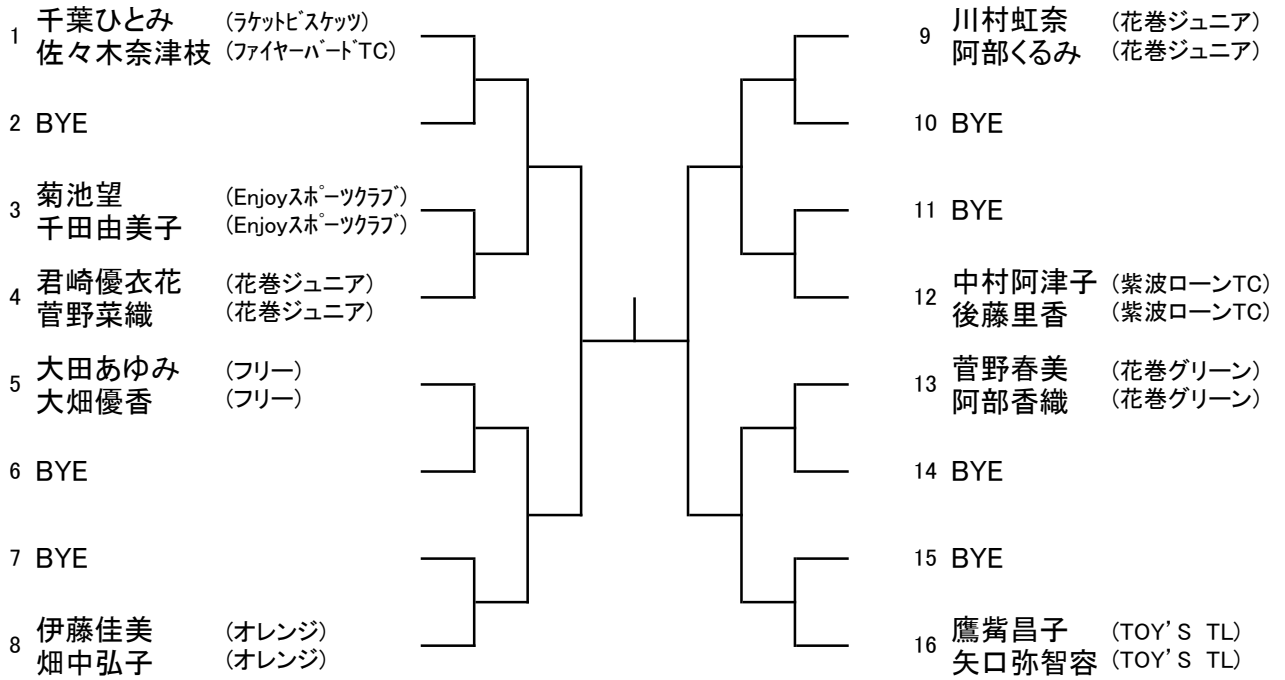 1 千葉ひとみ (ﾗｹｯﾄﾋﾞｽｹｯﾂ)
佐々木奈津枝 (ﾌｧｲﾔｰﾊﾞｰﾄﾞTC)
2 BYE
3 菊池望 (Enjoyｽﾎﾟｰﾂｸﾗﾌﾞ)
千田由美子 (Enjoyｽﾎﾟｰﾂｸﾗﾌﾞ)
4 君崎優衣花 (花巻ジュニア)
菅野菜織 (花巻ジュニア)
5 大田あゆみ (フリー)
大畑優香 (フリー)
6 BYE
7 BYE
8 伊藤佳美 (オレンジ)
畑中弘子 (オレンジ)
9 川村虹奈 (花巻ジュニア)
阿部くるみ (花巻ジュニア)
10 BYE
11 BYE
12 中村阿津子 (紫波ローンTC)
後藤里香 (紫波ローンTC)
13 菅野春美 (花巻グリーン)
阿部香織 (花巻グリーン)
14 BYE
15 BYE
16 鷹觜昌子 (TOY'S TL)
矢口弥智容 (TOY'S TL)